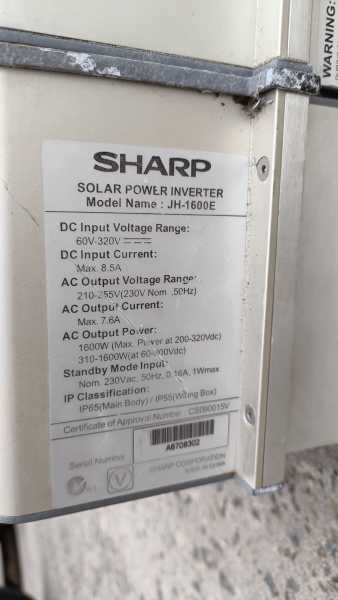 WARNING:
SHARP
SOLAR POWER INVERTER
Model Name : JH-1600E
DC Input Voltage Range:
60V-320V
DC Input Current:
Max. 8.5A
AC Output Voltage Range:
210-255V(230V Nom. ,50Hz)
AC Output Current:
Max. 7.6A
AC Output Power:
1600W (Max. Power at 200-320Vdc)
310-1600W(at 60-200Vdc)
Standby Mode Input:
Nom. 230Vac, 50Hz, 0.16A, 1Wmax
IP Classification:
IP65(Main Body) / IP55(Wiring Box)
Certificate of Approval Number CS080015V
Serial Number
A6708302
SHARP CORPORATION
V